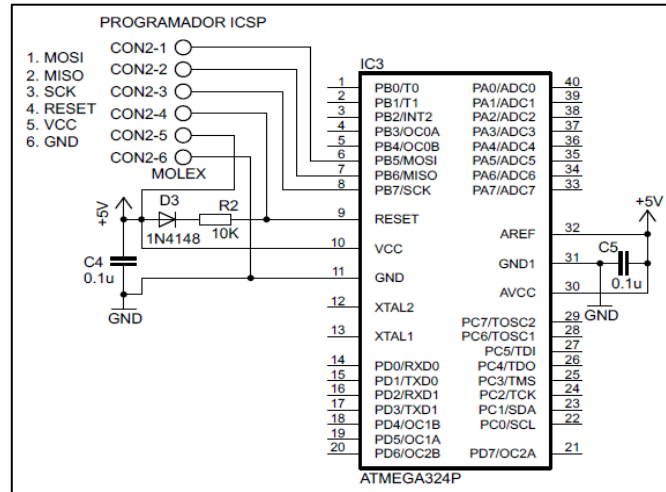 PROGRAMADOR ICSP
1. MOSI
2. MISO
3. SCK
4. RESET
5. VCC
6. GND
CON2-1
CON2-2
CON2-3
CON2-4
CON2-5
CON2-6
MOLEX
+5V
D3
1N4148
R2
10K
C4
0.1u
GND
IC3
1 PB0/T0
2 PB1/T1
3 PB2/INT2
4 PB3/OC0A
5 PB4/OC0B
6 PB5/MOSI
7 PB6/MISO
8 PB7/SCK
9 RESET
10 VCC
11 GND
12 XTAL2
13 XTAL1
14 PD0/RXD0
15 PD1/TXD0
16 PD2/RXD1
17 PD3/TXD1
18 PD4/OC1B
19 PD5/OC1A
20 PD6/OC2B
PA0/ADC0 40
PA1/ADC1 39
PA2/ADC2 38
PA3/ADC3 37
PA4/ADC4 36
PA5/ADC5 35
PA6/ADC6 34
PA7/ADC7 33
AREF 32
GND1 31
AVCC 30
PC7/TOSC2 29
PC6/TOSC1 28
PC5/TDI 27
PC4/TDO 26
PC3/TMS 25
PC2/TCK 24
PC1/SDA 23
PC0/SCL 22
PD7/OC2A 21
ATMEGA324P
+5V
C5
0.1u
GND